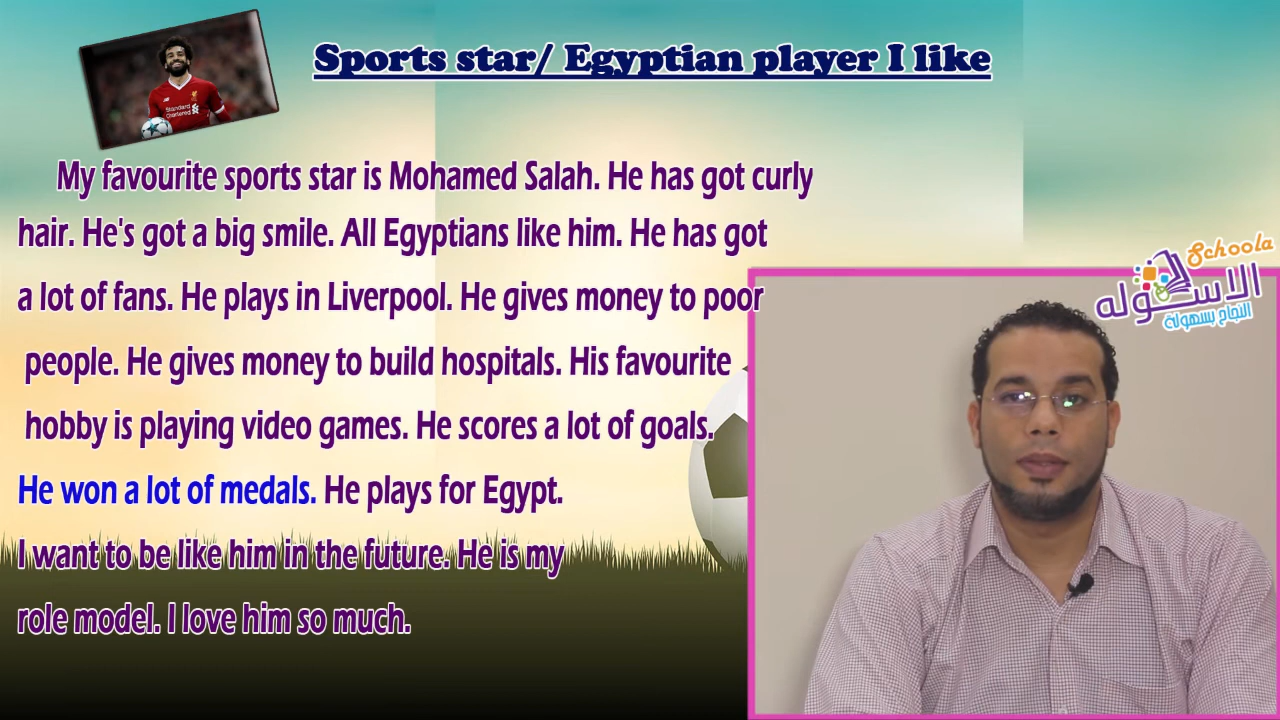 Sports star/ Egyptian player I like
Standard
Chartered
My favourite sports star is Mohamed Salah. He has got curly
hair. He's got a big smile. All Egyptians like him. He has got
a lot of fans. He plays in Liverpool. He gives money to poor
people. He gives money to build hospitals. His favourite
hobby is playing video games. He scores a lot of goals.
He won a lot of medals. He plays for Egypt.
I want to be like him in the future. He is my
role model. I love him so much.
Schoola
الاسكوله
النجاح بسهولة